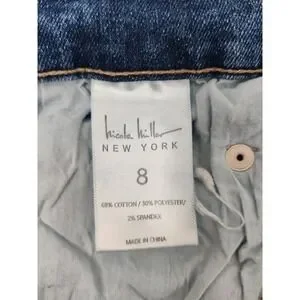 Nicole Miller
NEW YORK
8
68% COTTON / 30% POLYESTER/
2% SPANDEX
MADE IN CHINA